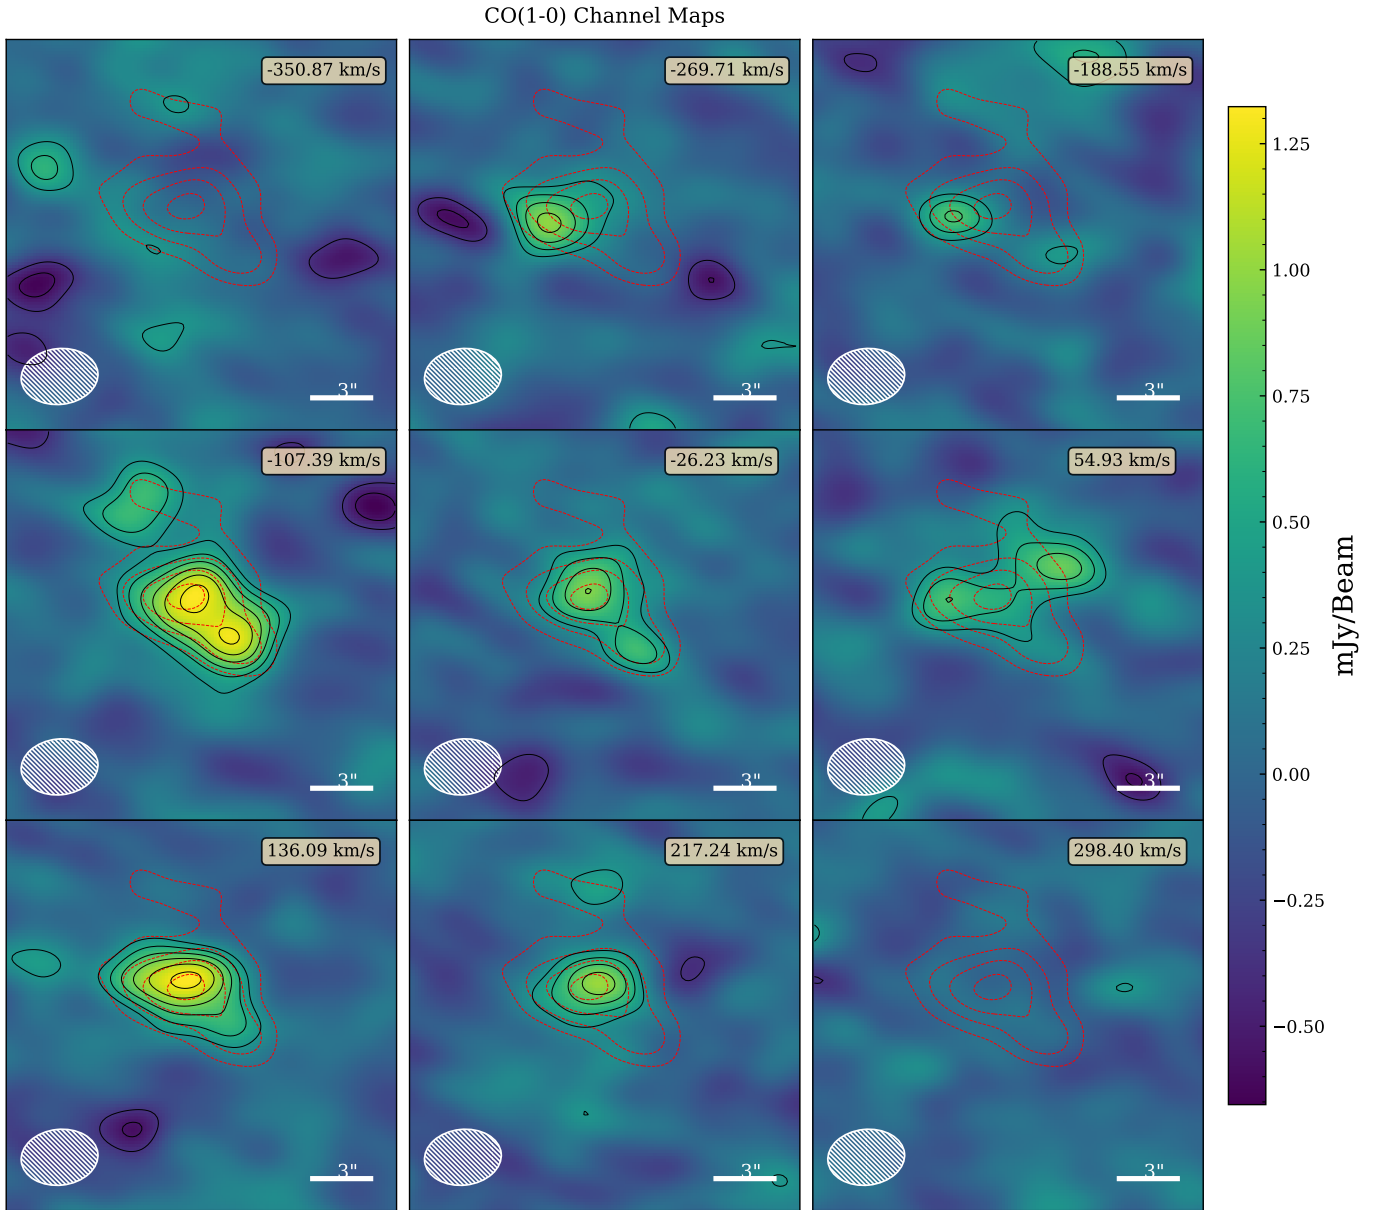 CO(1-0) Channel Maps
-350.87 km/s
-269.71 km/s
-188.55 km/s
3"
3"
3"
-107.39 km/s
-26.23 km/s
54.93 km/s
3"
3"
3"
136.09 km/s
217.24 km/s
298.40 km/s
3"
3"
3"
1.25
1.00
0.75
0.50
0.25
0.00
−0.25
−0.50
mJy/Beam